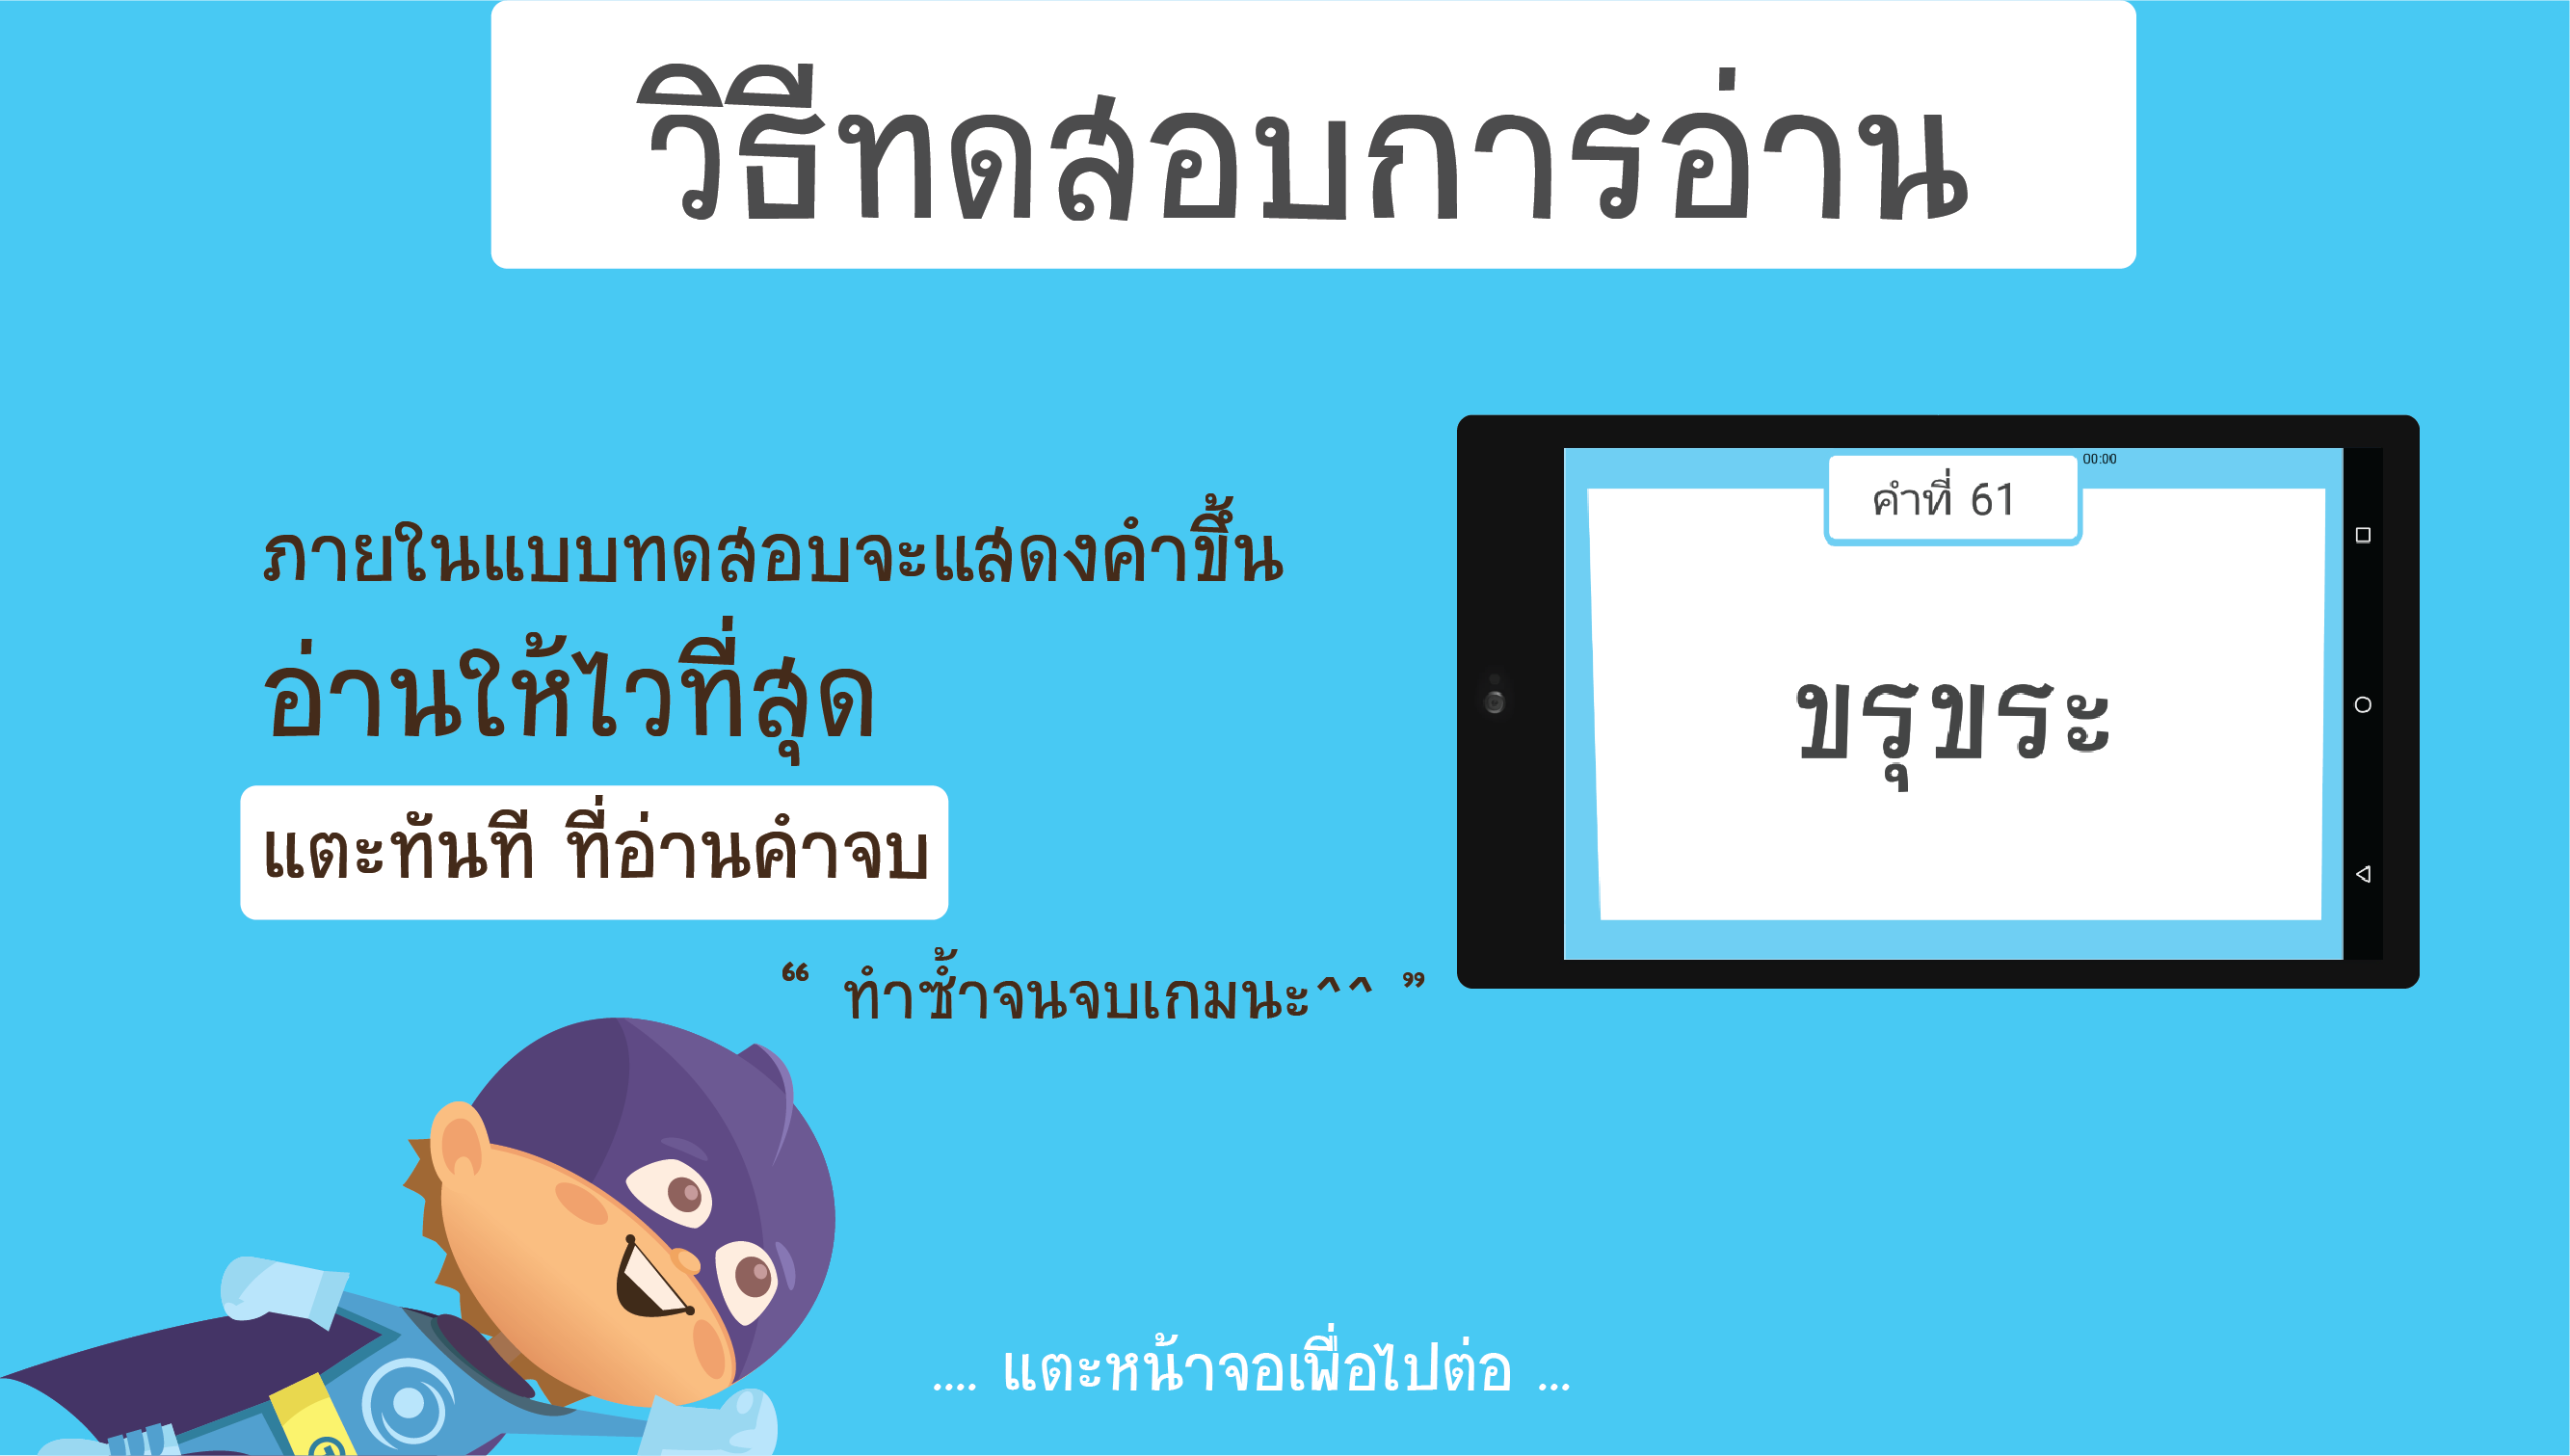 วิธีทดสอบการอ่าน
ภายในแบบทดสอบจะแสดงคำขึ้น
อ่านให้ไวที่สุด
แตะทันที ที่อ่านคำจบ
“ ทำซ้ำจนจบเกมนะ^^ ”
00:00
คำที่ 61
ขรุขระ
.... แตะหน้าจอเพื่อไปต่อ ...